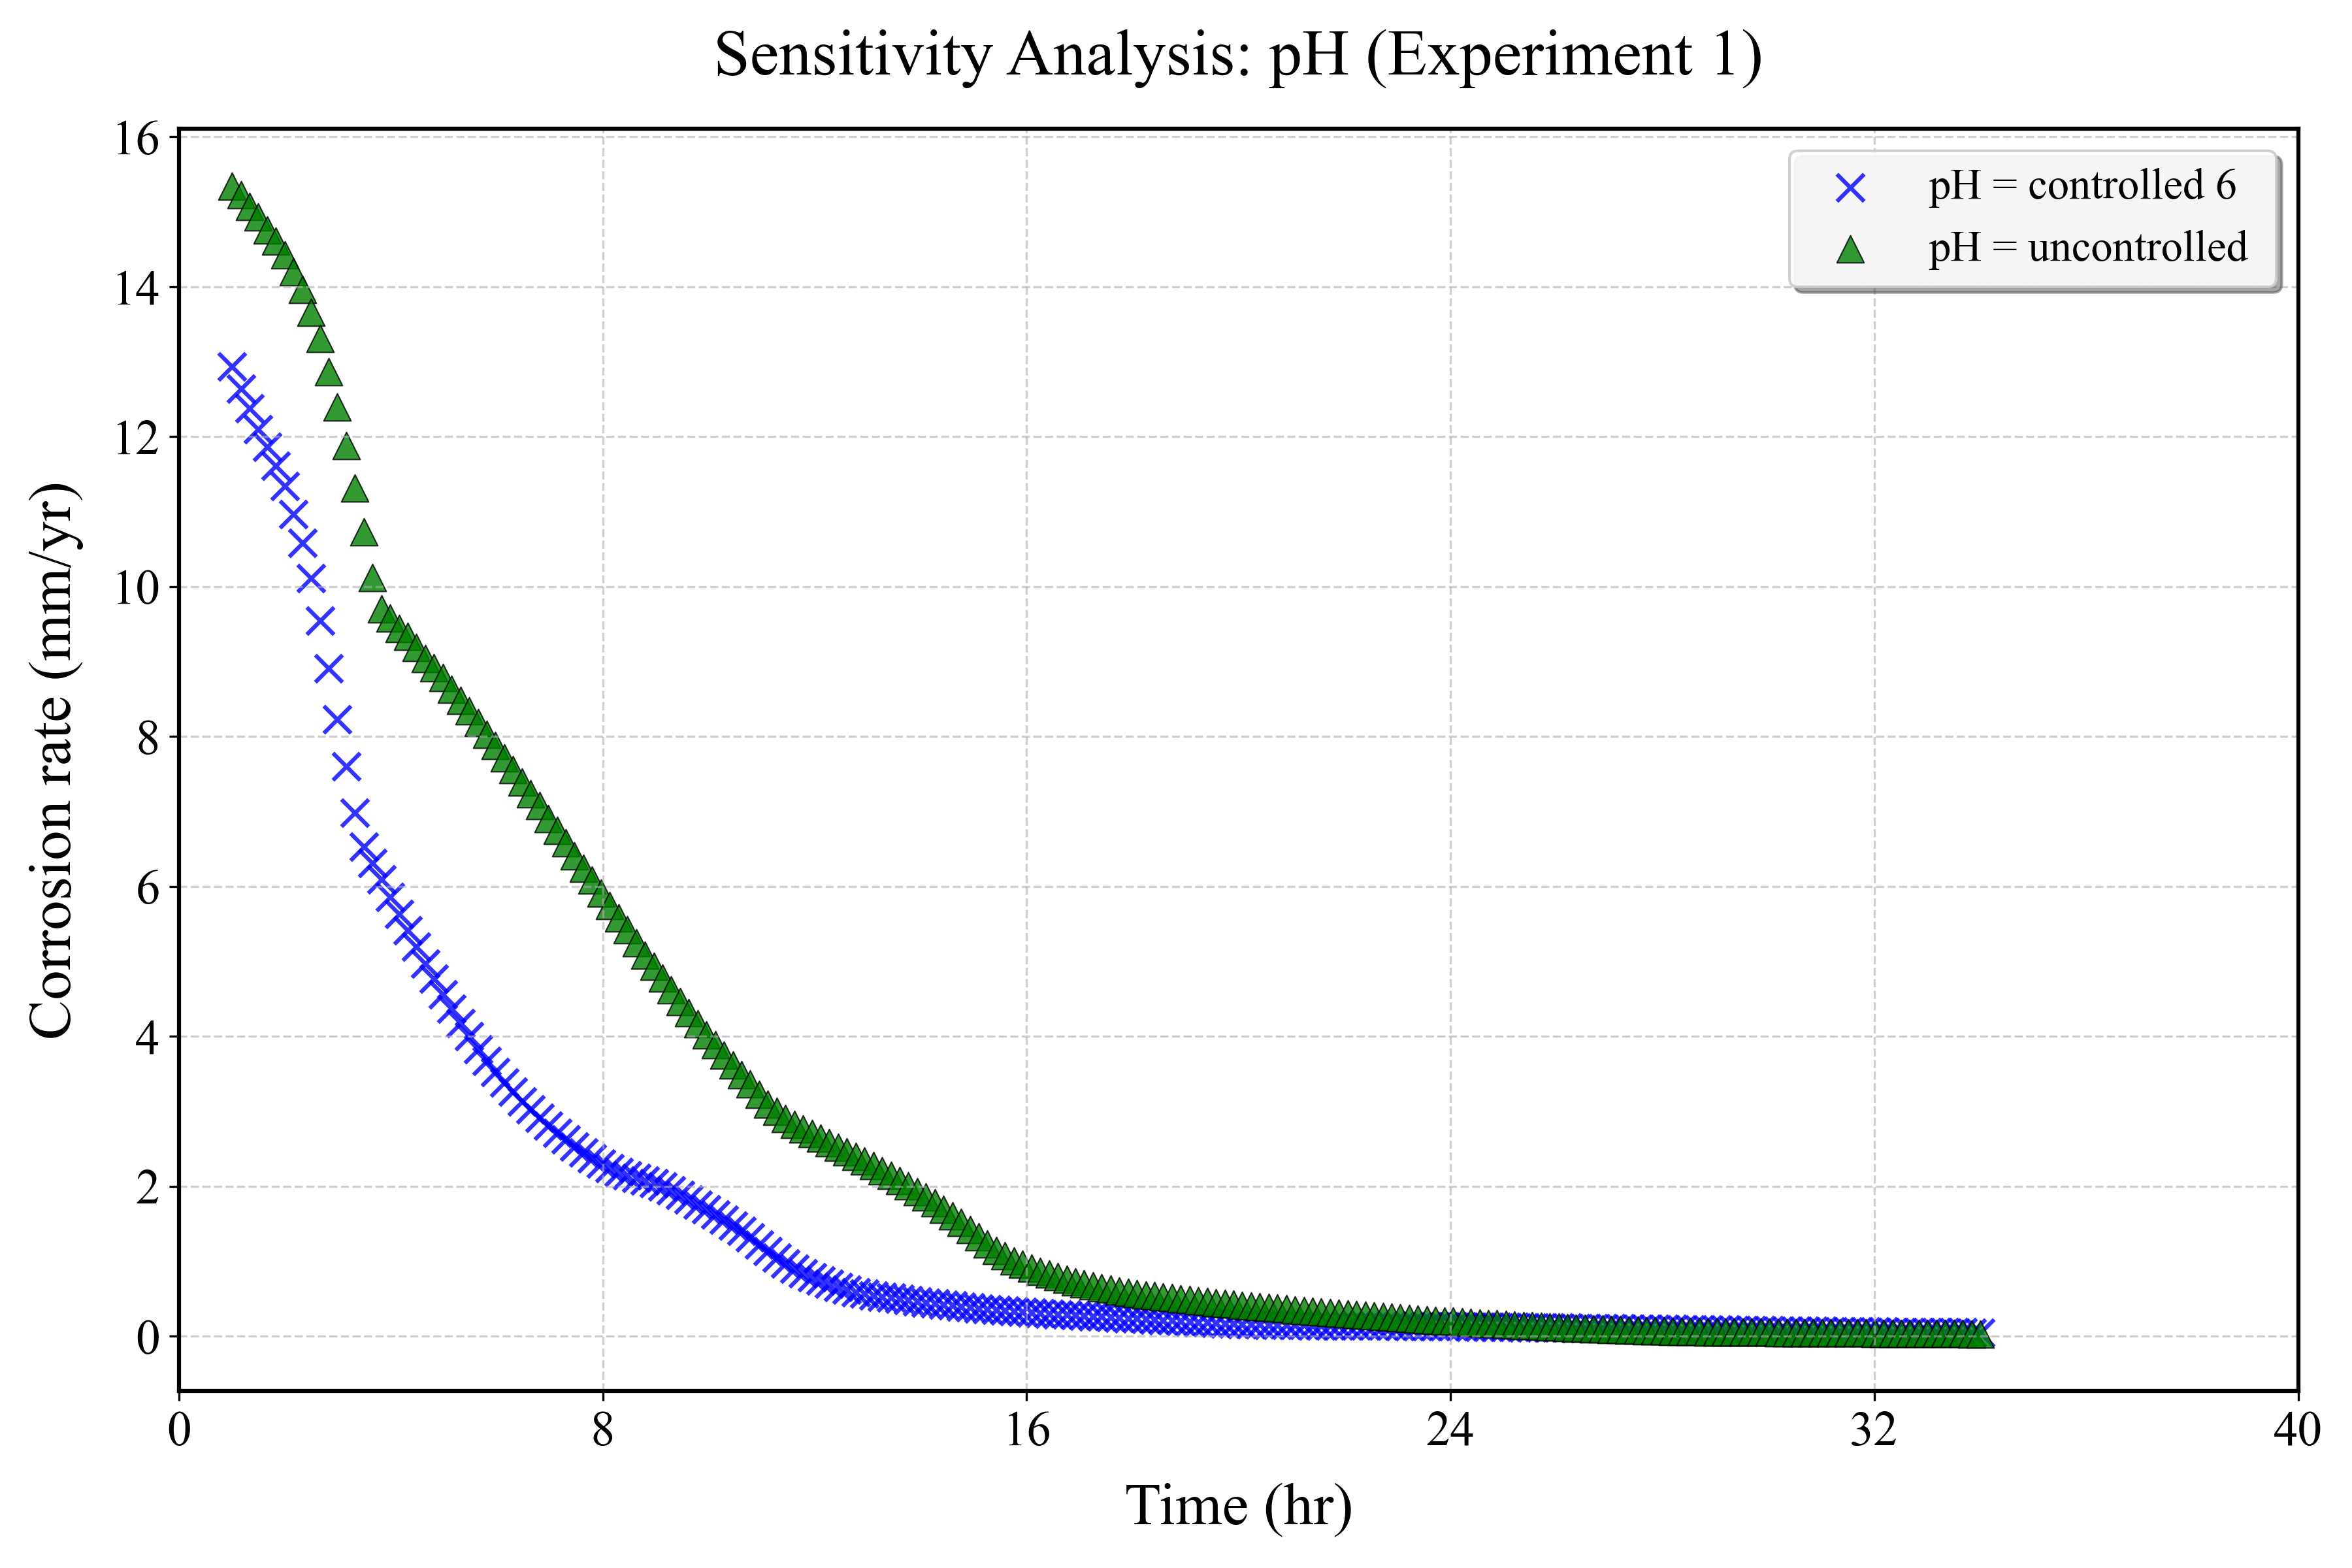 Sensitivity Analysis: pH (Experiment 1)
16
14
12
10
8
6
4
2
0
Corrosion rate (mm/yr)
pH = controlled 6
pH = uncontrolled
0 8 16 24 32 40
Time (hr)